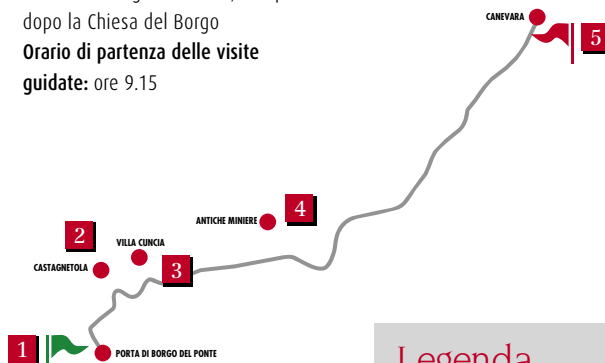 dopo la Chiesa del Borgo
Orario di partenza delle visite
guidate: ore 9.15
CANEVARA
5
4
ANTICHE MINIERE
2
VILLA CUNCIA
CASTAGNETOLA
3
1
PORTA DI BORGO DEL PONTE
Legenda